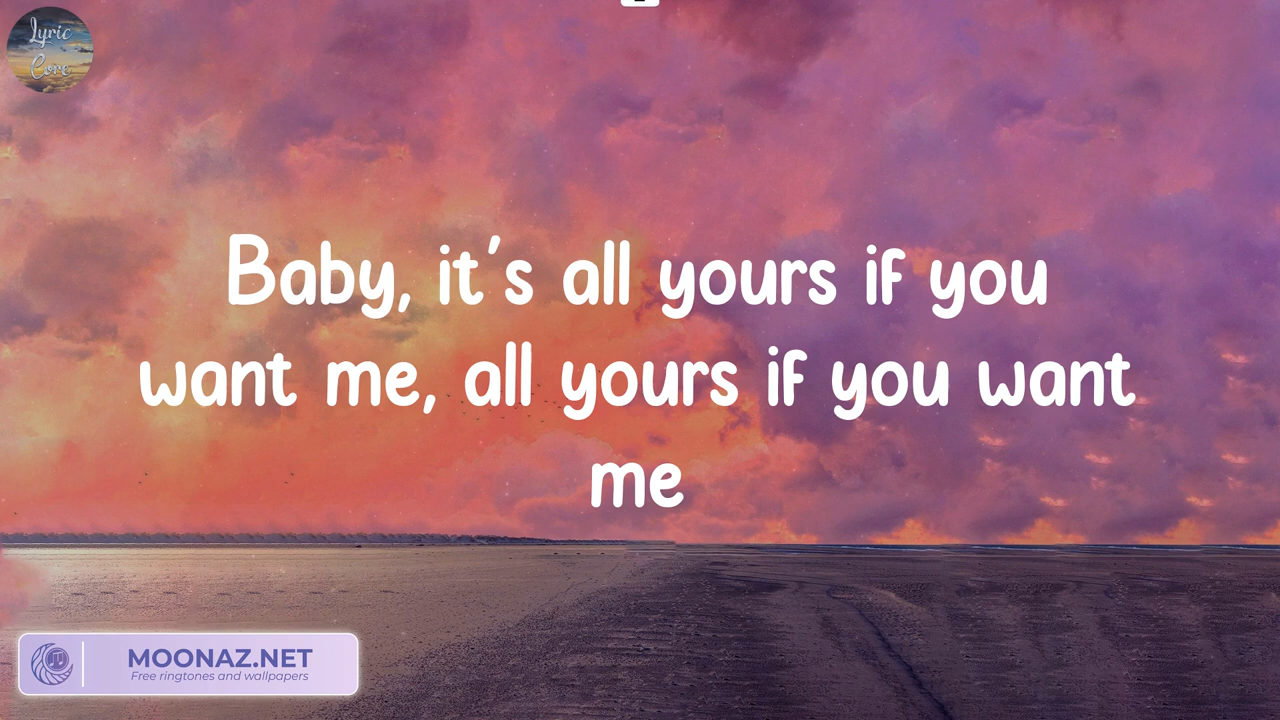 Lyric
Core
Baby, it's all yours if you
want me, all yours if you want
me
MOONAZ.NET
Free ringtones and wallpapers